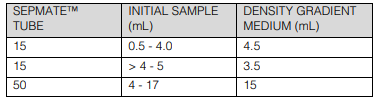 SEPMATE™ INITIAL SAMPLE DENSITY GRADIENT
TUBE (mL) MEDIUM (mL)
15 0.5 - 4.0 4.5
15 > 4 - 5 3.5
50 4 - 17 15